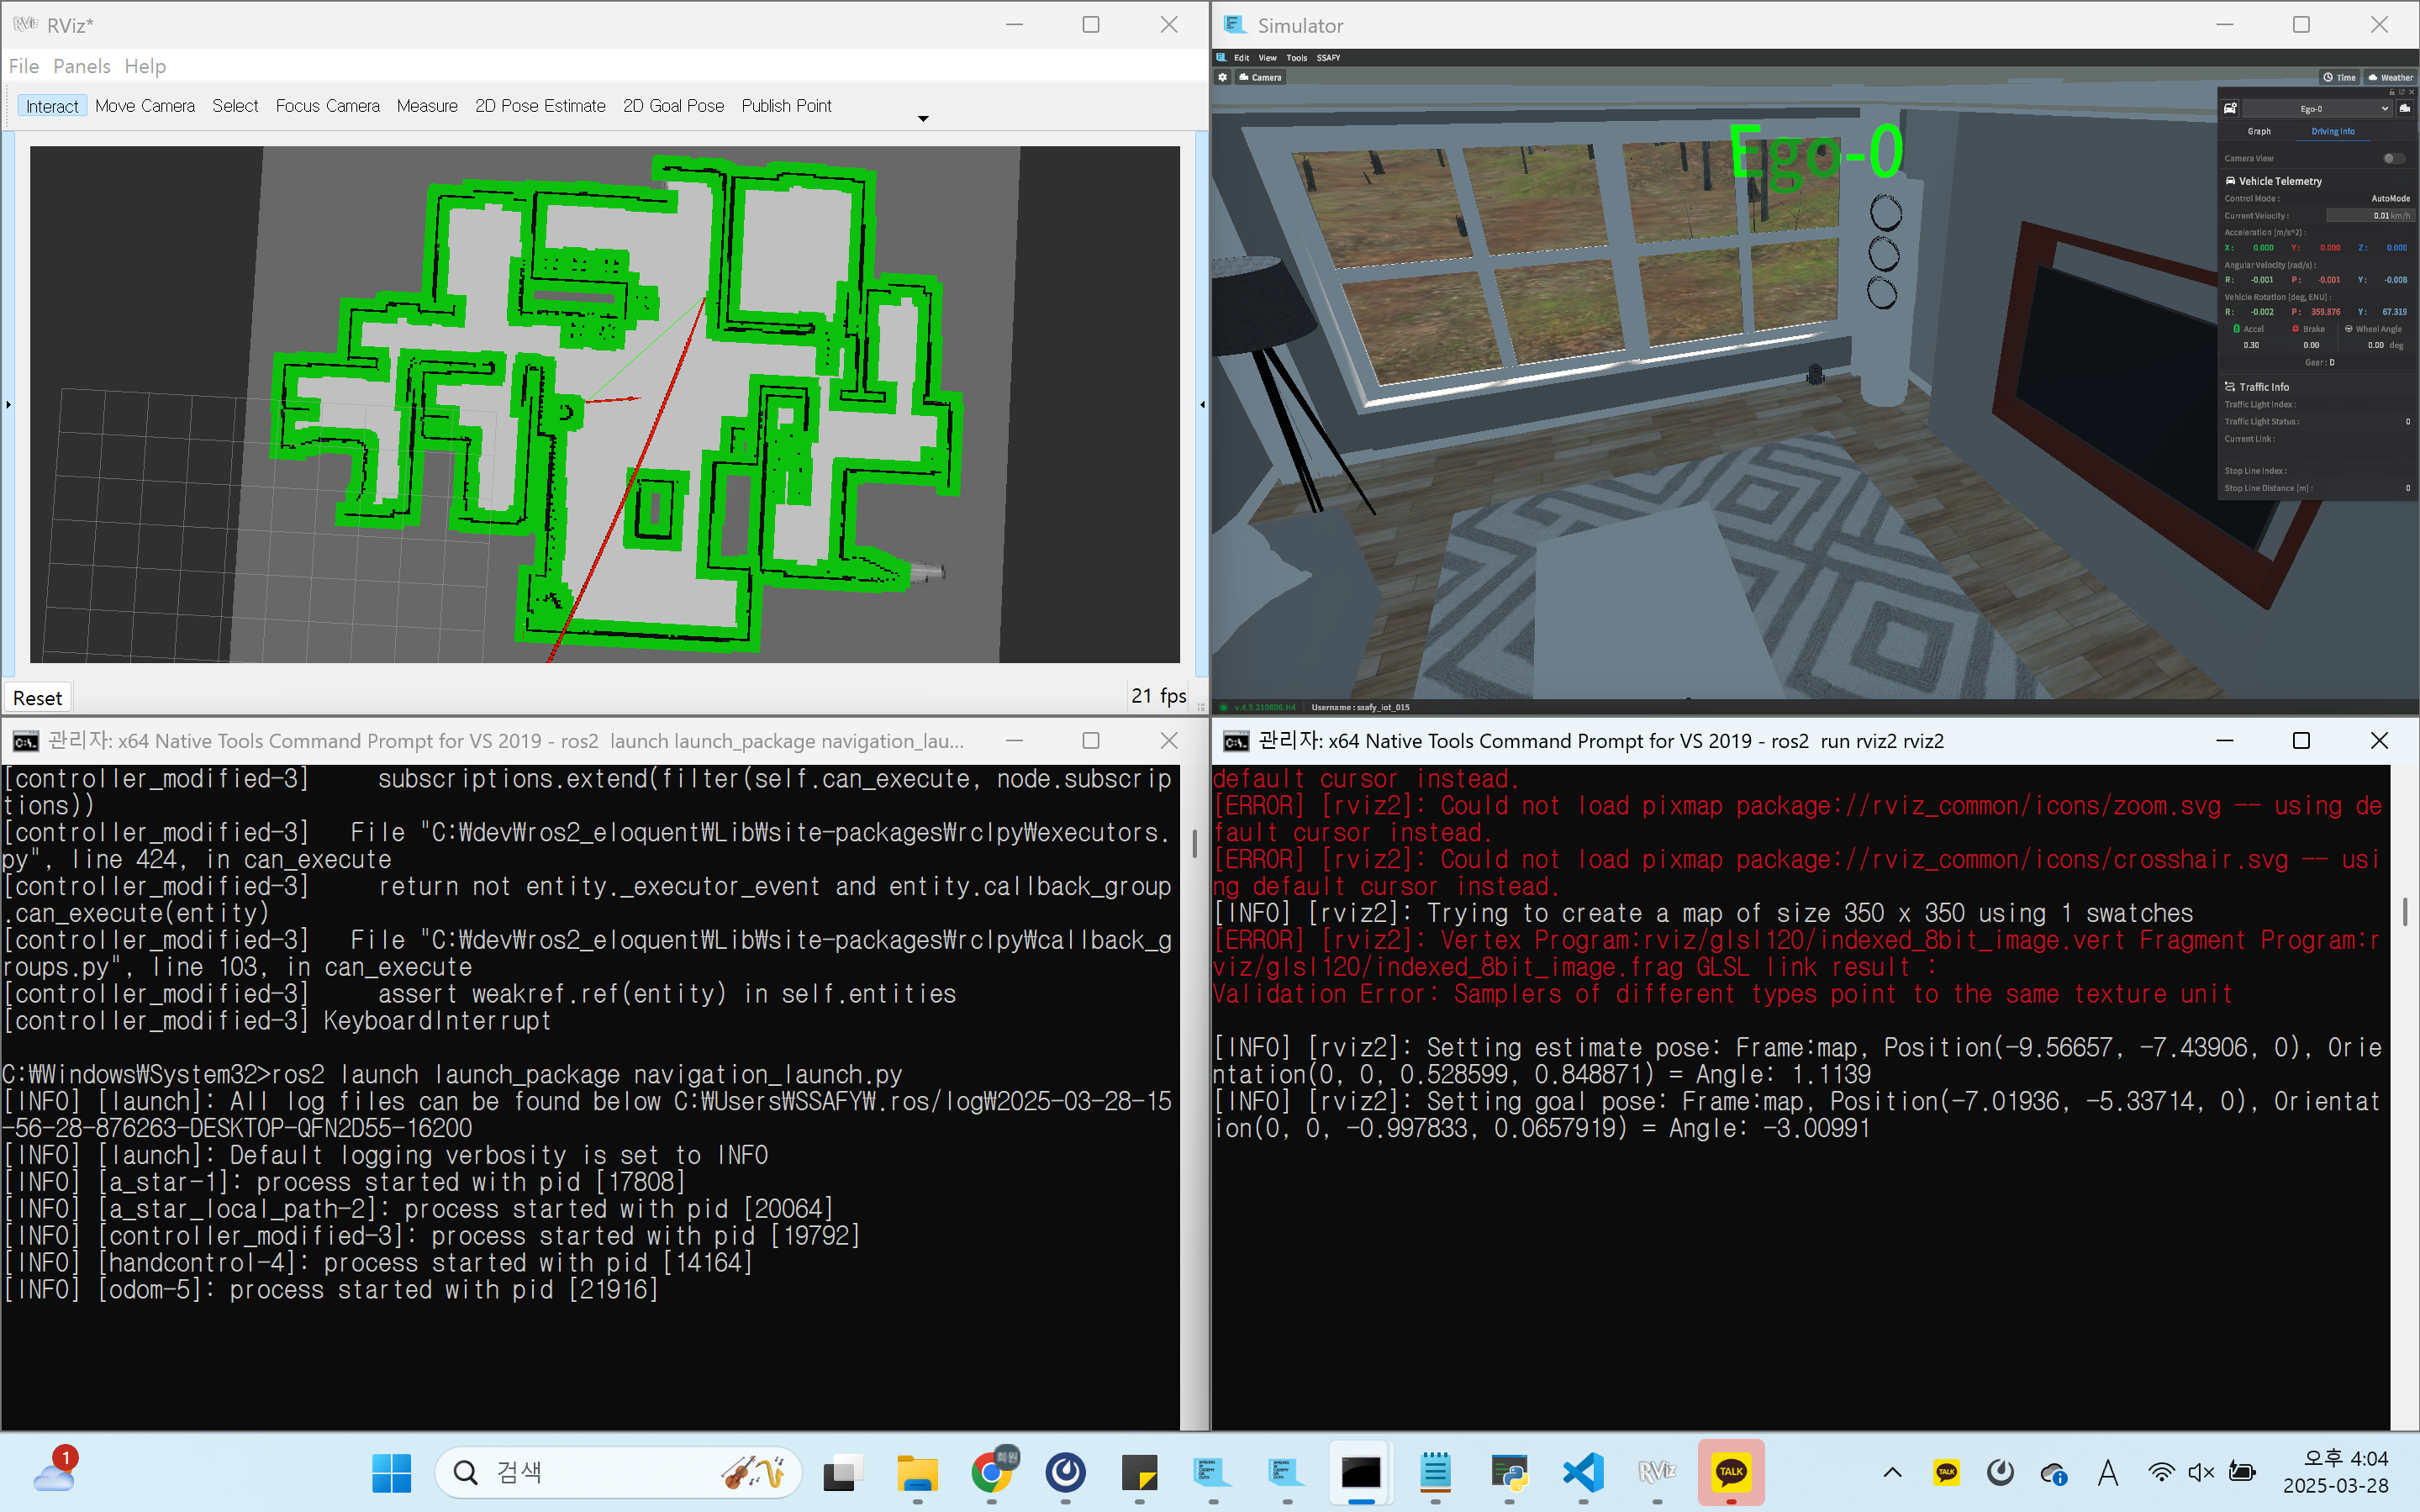 RViz*
File Panels Help
Interact Move Camera Select Focus Camera Measure 2D Pose Estimate 2D Goal Pose Publish Point
Reset
21 fps
Simulator
Edit View Tools SSAFY
Camera
Time Weather
Ego-0
Ego-0
Graph Driving Info
Camera View
Vehicle Telemetry
Control Mode : AutoMode
Current Velocity : 0.01 km/h
Acceleration (m/s^2) :
X : 0.000 Y : 0.000 Z : 0.000
Angular Velocity (rad/s) :
R : -0.001 P : -0.001 Y : -0.008
Vehicle Rotation (deg, ENU) :
R : -0.002 P : 359.876 Y : 67.319
Accel Brake Wheel Angle
0.30 0.00 0.00 deg
Gear : D
Traffic Info
Traffic Light Index :
Traffic Light Status : 0
Current Link :
Stop Line Index :
Stop Line Distance (m) : 0
v.4.5.210806.H4 Username : ssafy_iot_015
관리자: x64 Native Tools Command Prompt for VS 2019 - ros2 launch launch_package navigation_lau...
[controller_modified-3] subscriptions.extend(filter(self.can_execute, node.subscrip
tions))
[controller_modified-3] File "C:₩dev₩ros2_eloquent₩Lib₩site-packages₩rclpy₩executors.
py", line 424, in can_execute
[controller_modified-3] return not entity._executor_event and entity.callback_group
.can_execute(entity)
[controller_modified-3] File "C:₩dev₩ros2_eloquent₩Lib₩site-packages₩rclpy₩callback_g
roups.py", line 103, in can_execute
[controller_modified-3] assert weakref.ref(entity) in self.entities
[controller_modified-3] KeyboardInterrupt
C:₩Windows₩System32>ros2 launch launch_package navigation_launch.py
[INFO] [launch]: All log files can be found below C:₩Users₩SSAFY₩.ros/log₩2025-03-28-15
-56-28-876263-DESKTOP-QFN2D55-16200
[INFO] [launch]: Default logging verbosity is set to INFO
[INFO] [a_star-1]: process started with pid [17808]
[INFO] [a_star_local_path-2]: process started with pid [20064]
[INFO] [controller_modified-3]: process started with pid [19792]
[INFO] [handcontrol-4]: process started with pid [14164]
[INFO] [odom-5]: process started with pid [21916]
관리자: x64 Native Tools Command Prompt for VS 2019 - ros2 run rviz2 rviz2
default cursor instead.
[ERROR] [rviz2]: Could not load pixmap package://rviz_common/icons/zoom.svg -- using de
fault cursor instead.
[ERROR] [rviz2]: Could not load pixmap package://rviz_common/icons/crosshair.svg -- usi
ng default cursor instead.
[INFO] [rviz2]: Trying to create a map of size 350 x 350 using 1 swatches
[ERROR] [rviz2]: Vertex Program:rviz/glsl120/indexed_8bit_image.vert Fragment Program:r
viz/glsl120/indexed_8bit_image.frag GLSL link result :
Validation Error: Samplers of different types point to the same texture unit
[INFO] [rviz2]: Setting estimate pose: Frame:map, Position(-9.56657, -7.43906, 0), Orie
ntation(0, 0, 0.528599, 0.848871) = Angle: 1.1139
[INFO] [rviz2]: Setting goal pose: Frame:map, Position(-7.01936, -5.33714, 0), Orientat
ion(0, 0, -0.997833, 0.0657919) = Angle: -3.00991
1
검색
회원
RViz
TALK
TALK
A
오후 4:04
2025-03-28